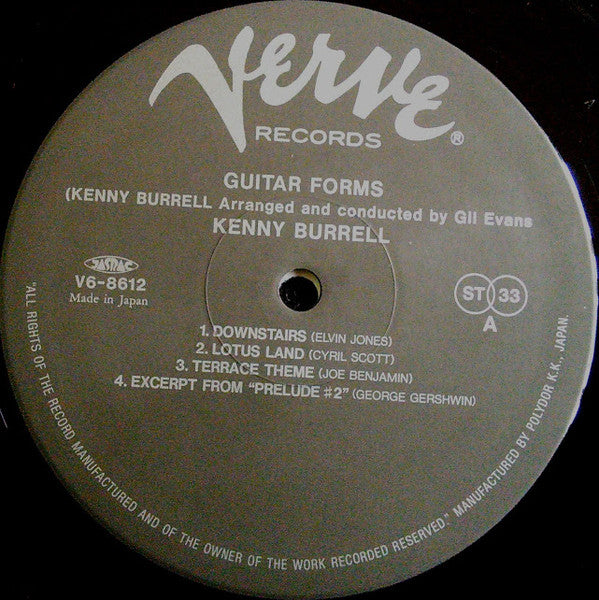 Verve
RECORDS®
GUITAR FORMS
(KENNY BURRELL Arranged and conducted by Gil Evans
KENNY BURRELL
JASRAC
V6-8612
Made in Japan
ST 33
A
1. DOWNSTAIRS (ELVIN JONES)
2. LOTUS LAND (CYRIL SCOTT)
3. TERRACE THEME (JOE BENJAMIN)
4. EXCERPT FROM “PRELUDE #2” (GEORGE GERSHWIN)
"ALL RIGHTS OF THE RECORD MANUFACTURED AND OF THE OWNER OF THE WORK RECORDED RESERVED." MANUFACTURED BY POLYDOR K.K., JAPAN.